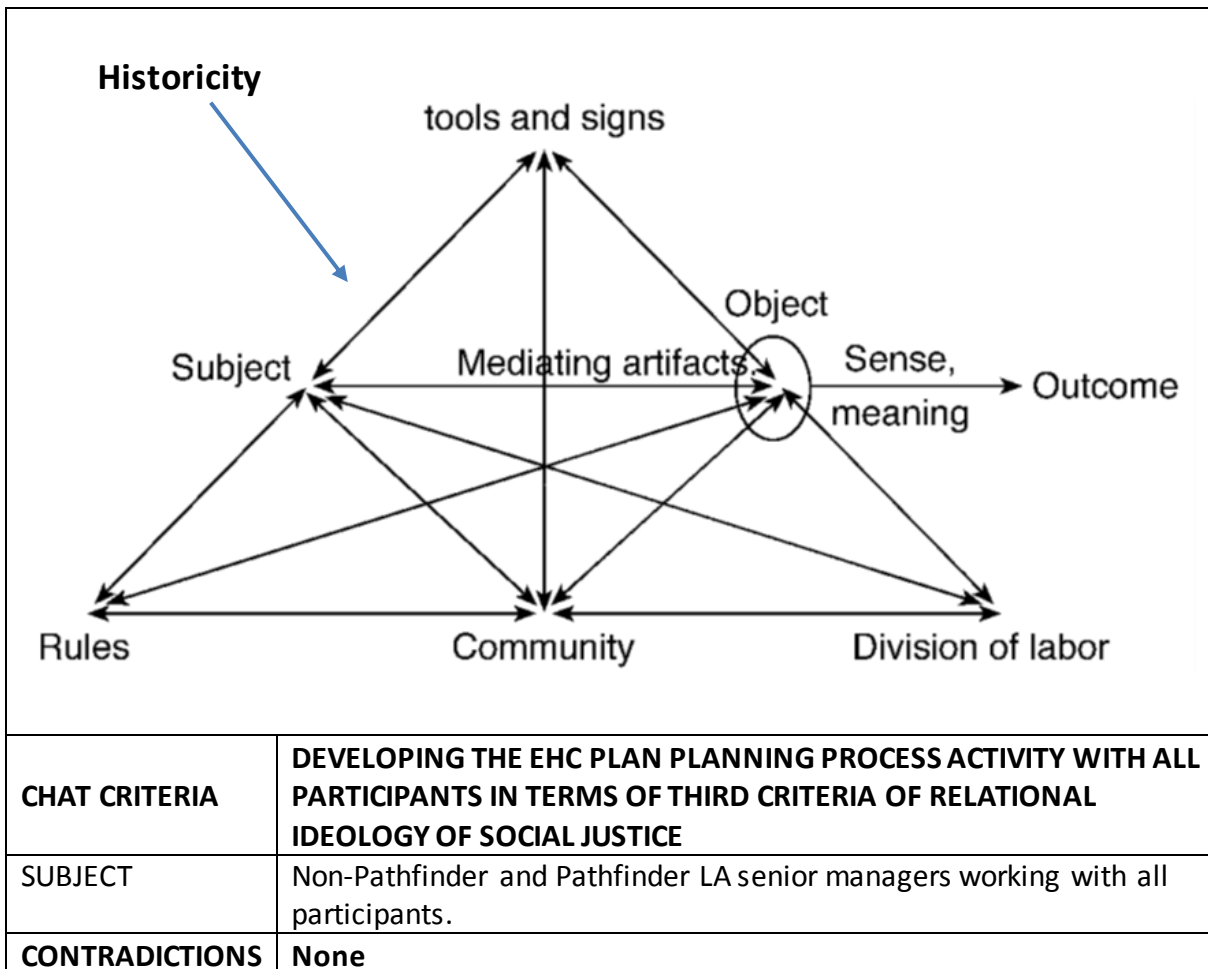 Historicity
tools and signs
Object
Subject
Mediating artifacts.
Sense,
meaning
Outcome
Rules
Community
Division of labor
CHAT CRITERIA
DEVELOPING THE EHC PLAN PLANNING PROCESS ACTIVITY WITH ALL
PARTICIPANTS IN TERMS OF THIRD CRITERIA OF RELATIONAL
IDEOLOGY OF SOCIAL JUSTICE
SUBJECT
Non-Pathfinder and Pathfinder LA senior managers working with all
participants.
CONTRADICTIONS
None